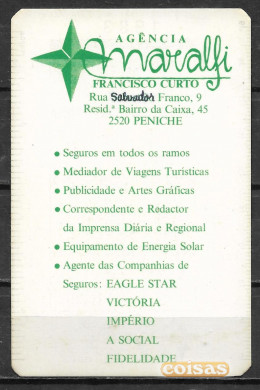 AGÊNCIA
Maralfi
FRANCISCO CURTO
Rua Salvador Franco, 9
Resid.ª Bairro da Caixa, 45
2520 PENICHE
• Seguros em todos os ramos
• Mediador de Viagens Turísticas
• Publicidade e Artes Gráficas
• Correspondente e Redactor
da Imprensa Diária e Regional
• Equipamento de Energia Solar
• Agente das Companhias de
Seguros: EAGLE STAR
VICTÓRIA
IMPÉRIO
A SOCIAL
FIDELIDADE
coisas